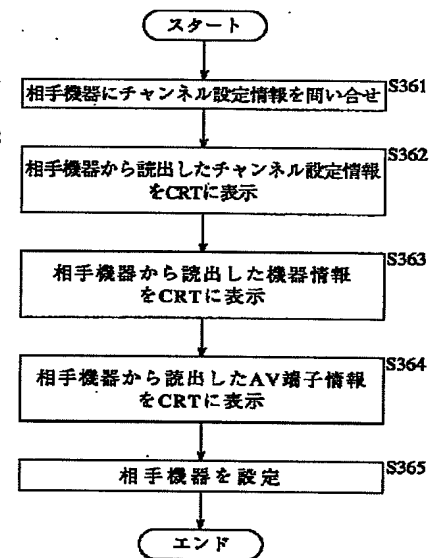 スタート
相手機器にチャンネル設定情報を問い合せ
S361
相手機器から読出したチャンネル設定情報
をCRTに表示
S362
相手機器から読出した機器情報
をCRTに表示
S363
相手機器から読出したAV端子情報
をCRTに表示
S364
相手機器を設定
S365
エンド